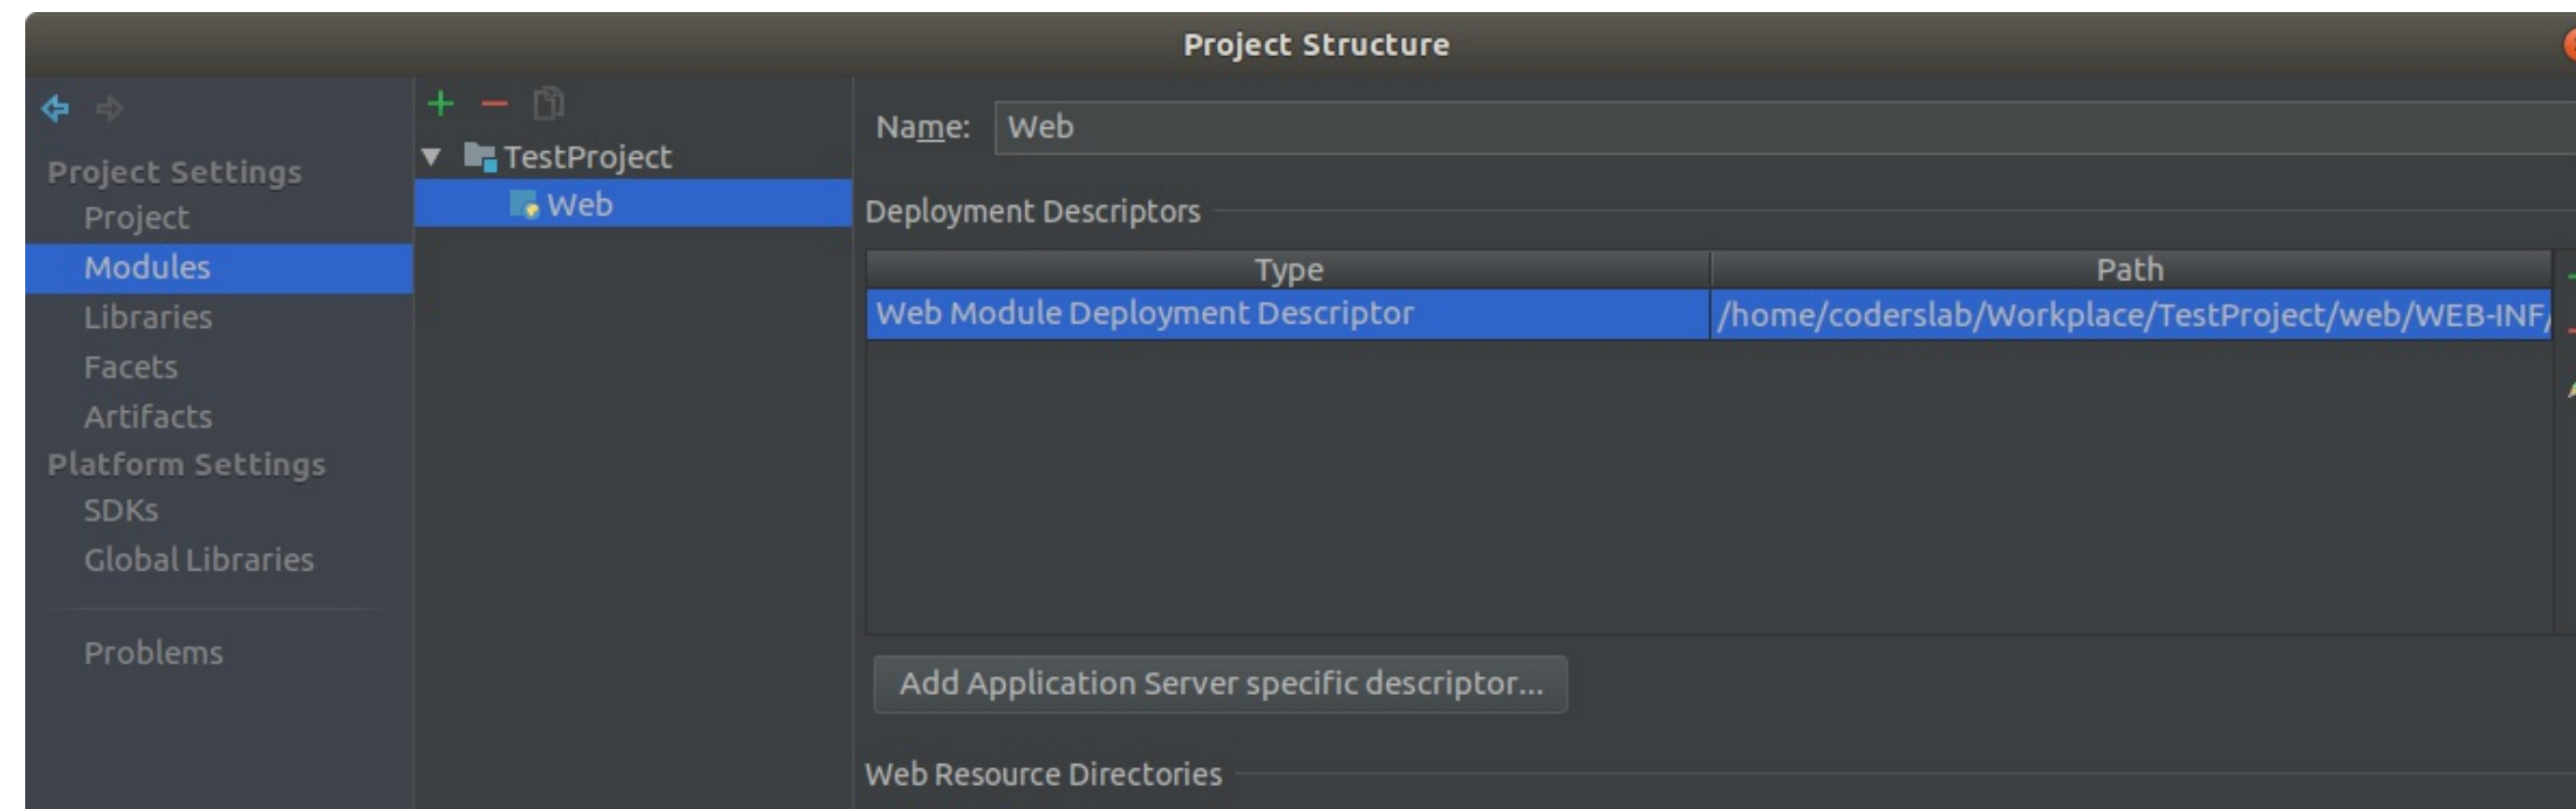 Project Structure
Project Settings
Project
Modules
Libraries
Facets
Artifacts
Platform Settings
SDKs
Global Libraries
Problems
TestProject
Web
Name: Web
Deployment Descriptors
Type Path
Web Module Deployment Descriptor /home/coderslab/Workplace/TestProject/web/WEB-INF/
Add Application Server specific descriptor...
Web Resource Directories